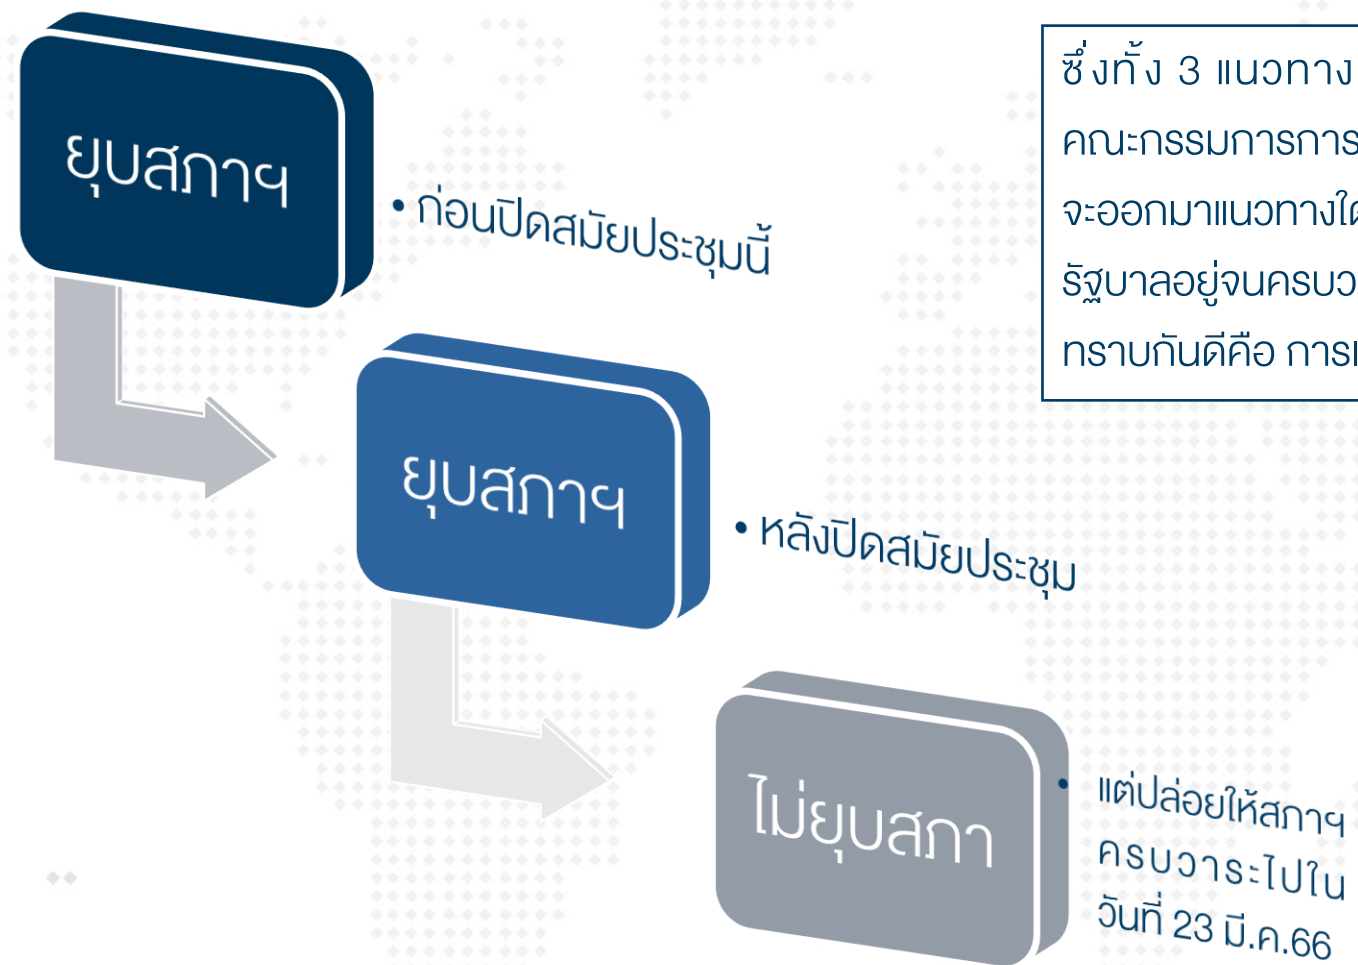 ยุบสภาฯ
• ก่อนปิดสมัยประชุมนี้
ยุบสภาฯ
• หลังปิดสมัยประชุม
ไม่ยุบสภา
• แต่ปล่อยให้สภาฯ
ครบวาระไปใน
วันที่ 23 มี.ค.66
ซึ่งทั้ง 3 แนวทาง
คณะกรรมการการ
จะออกมาแนวทางใด
รัฐบาลอยู่จนครบวา
ทราบกันดีคือ การ